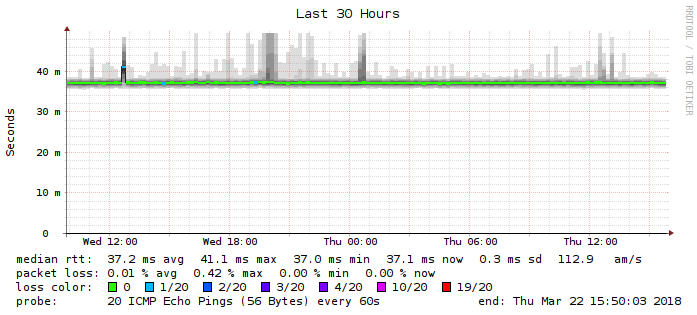 Last 30 Hours
RRDTOOL / TOBI OETIKER
Seconds
40 m
30 m
20 m
10 m
0
Wed 12:00 Wed 18:00 Thu 00:00 Thu 06:00 Thu 12:00
median rtt: 37.2 ms avg 41.1 ms max 37.0 ms min 37.1 ms now 0.3 ms sd 112.9 am/s
packet loss: 0.01 % avg 0.42 % max 0.00 % min 0.00 % now
loss color: 0 1/20 2/20 3/20 4/20 10/20 19/20
probe: 20 ICMP Echo Pings (56 Bytes) every 60s end: Thu Mar 22 15:50:03 2018